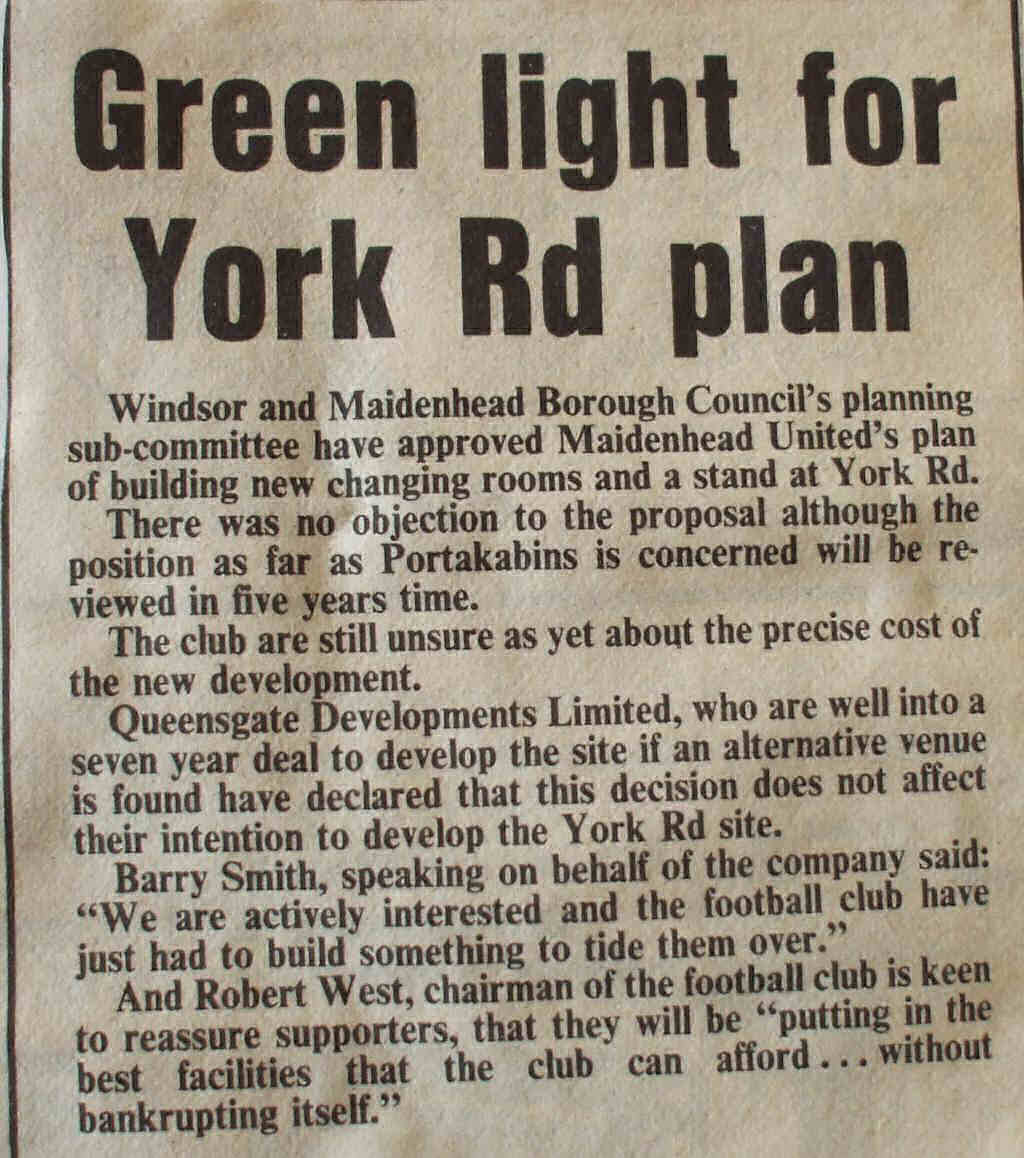 Green light for
York Rd plan
Windsor and Maidenhead Borough Council's planning
sub-committee have approved Maidenhead United's plan
of building new changing rooms and a stand at York Rd.
There was no objection to the proposal although the
position as far as Portakabins is concerned will be re-
viewed in five years time.
The club are still unsure as yet about the precise cost of
the new development.
Queensgate Developments Limited, who are well into a
seven year deal to develop the site if an alternative venue
is found have declared that this decision does not affect
their intention to develop the York Rd site.
Barry Smith, speaking on behalf of the company said:
“We are actively interested and the football club have
just had to build something to tide them over.”
And Robert West, chairman of the football club is keen
to reassure supporters, that they will be “putting in the
best facilities that the club can afford...without
bankrupting itself.”